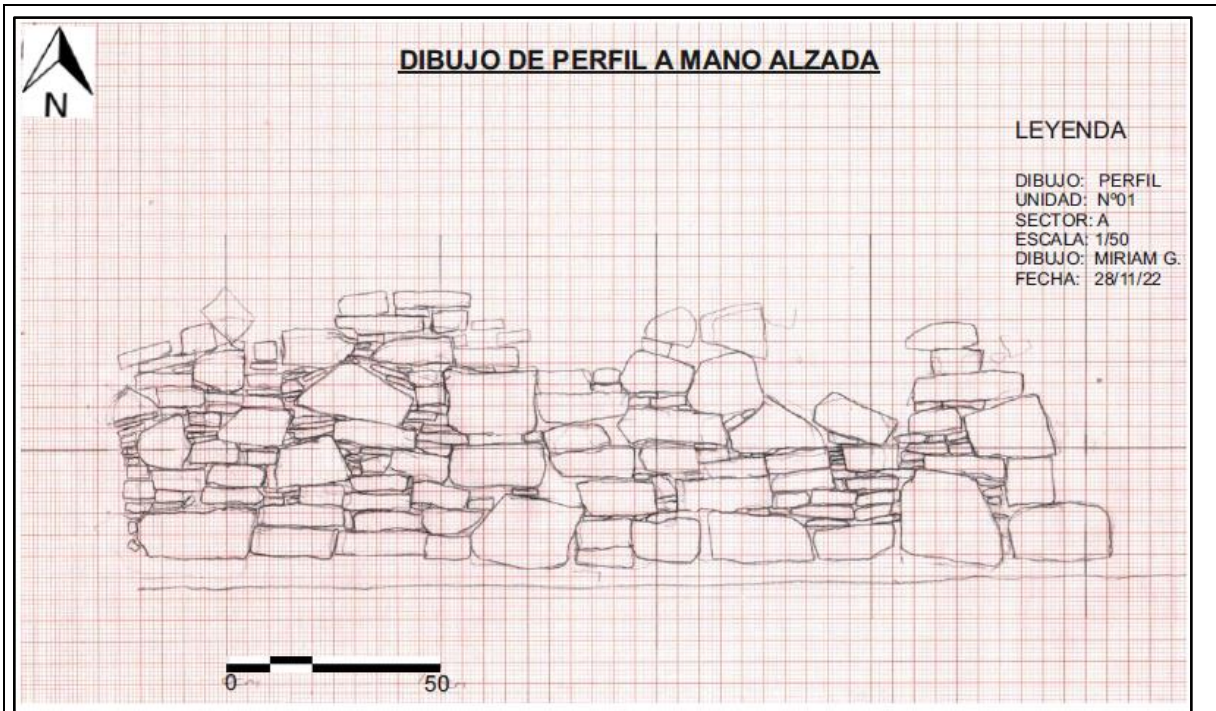 DIBUJO DE PERFIL A MANO ALZADA
N
LEYENDA
DIBUJO: PERFIL
UNIDAD: Nº01
SECTOR: A
ESCALA: 1/50
DIBUJO: MIRIAM G.
FECHA: 28/11/22
0 50